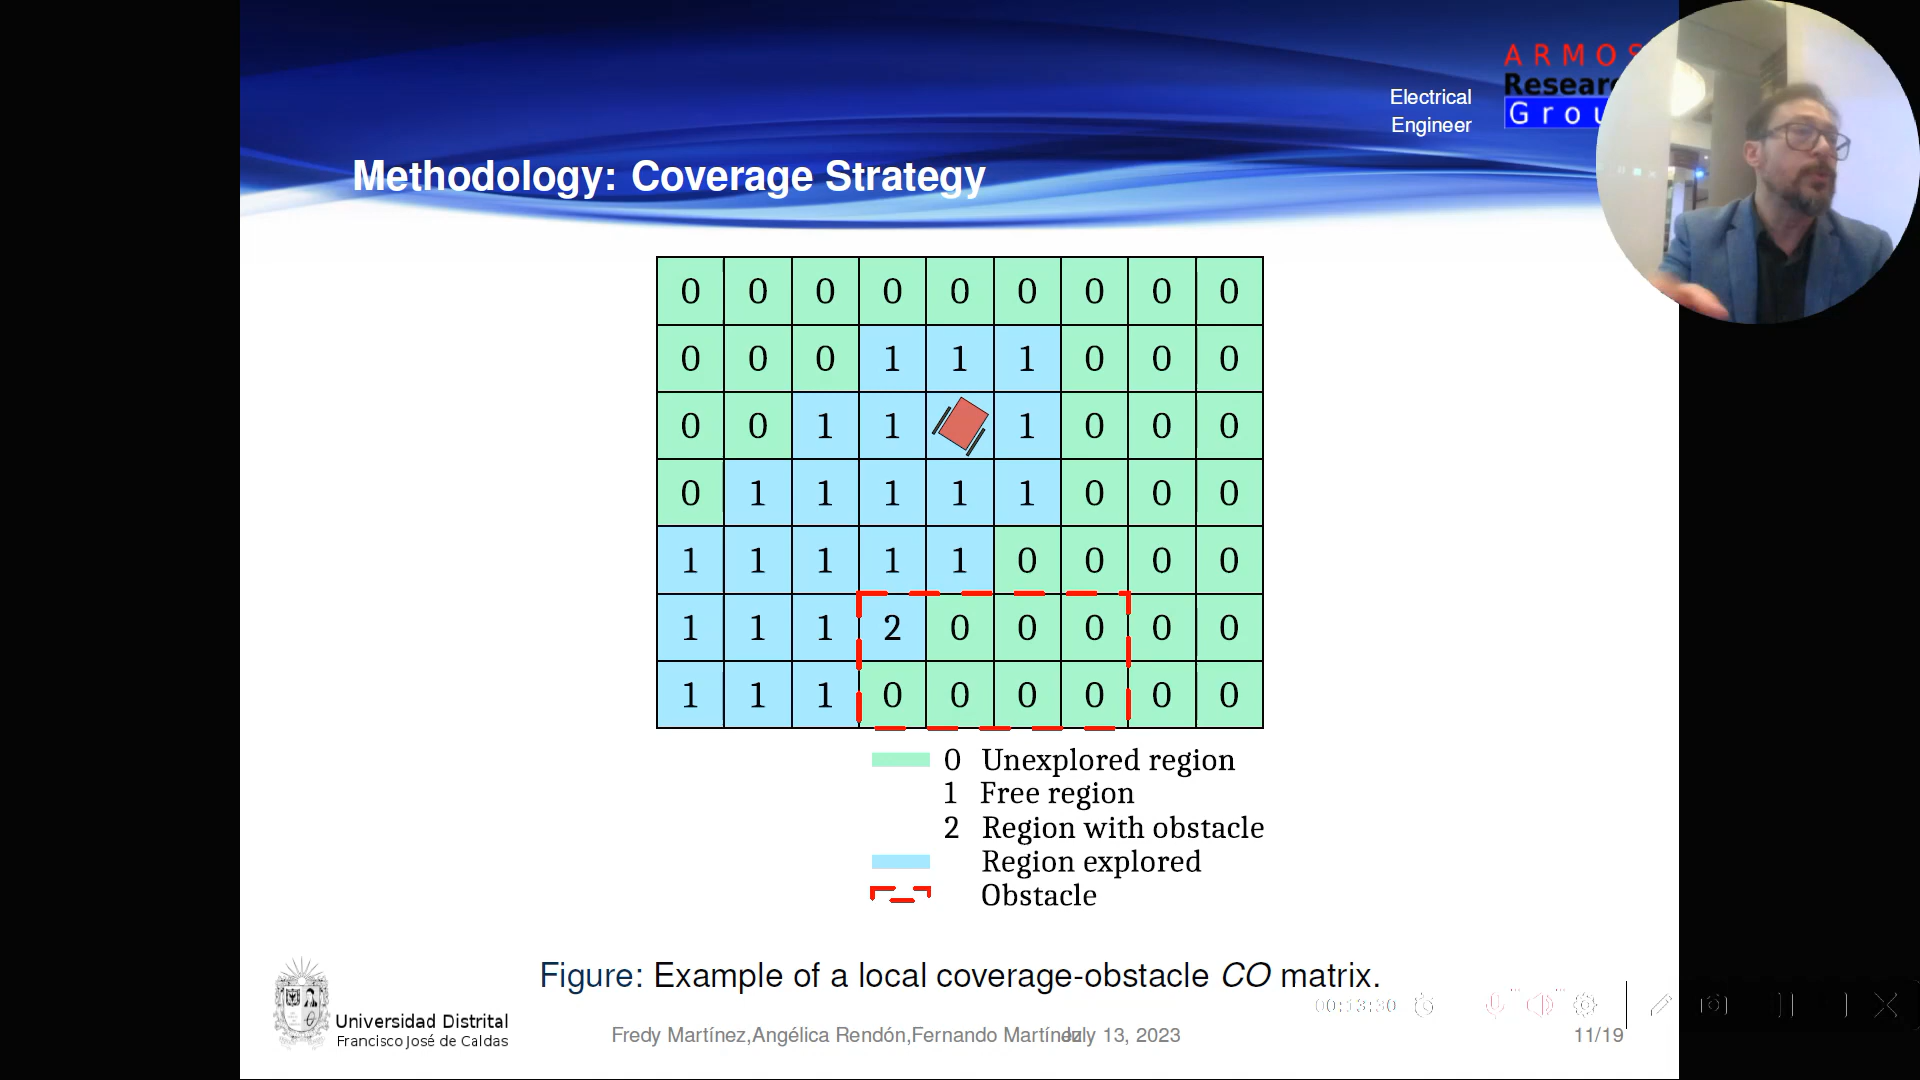 ARMOS
Research
Electrical
Engineer
Grou
Methodology: Coverage Strategy
0 0 0 0 0 0 0 0 0
0 0 0 1 1 1 0 0 0
0 0 1 1 1 0 0 0
0 1 1 1 1 1 0 0 0
1 1 1 1 1 0 0 0 0
1 1 1 2 0 0 0 0 0
1 1 1 0 0 0 0 0 0
0 Unexplored region
1 Free region
2 Region with obstacle
Region explored
Obstacle
Figure: Example of a local coverage-obstacle CO matrix.
00:13:30
Universidad Distrital
Francisco José de Caldas
Fredy Martínez,Angélica Rendón,Fernando Martínez
July 13, 2023
11/19